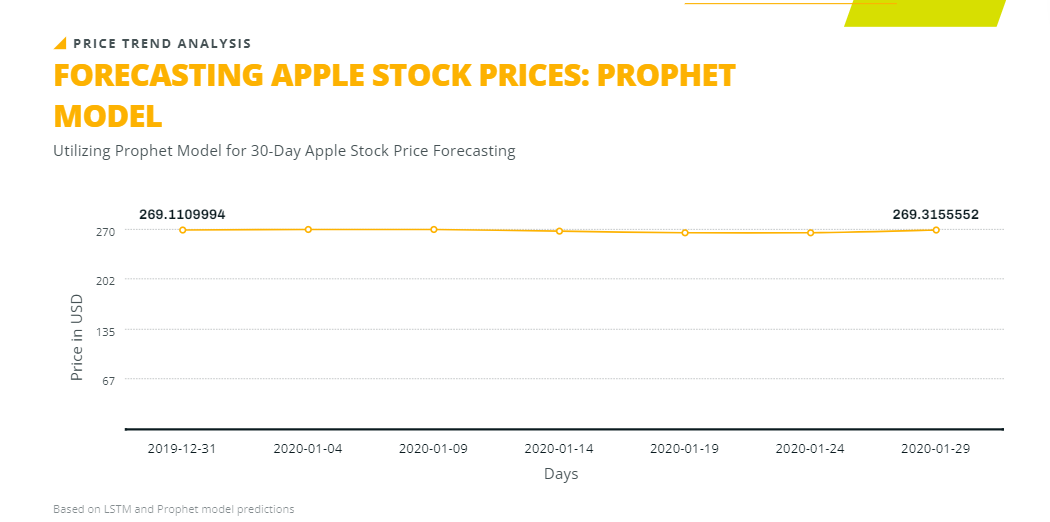 PRICE TREND ANALYSIS
FORECASTING APPLE STOCK PRICES: PROPHET
MODEL
Utilizing Prophet Model for 30-Day Apple Stock Price Forecasting
269.1109994
269.3155552
270
202
135
67
Price in USD
2019-12-31 2020-01-04 2020-01-09 2020-01-14 2020-01-19 2020-01-24 2020-01-29
Days
Based on LSTM and Prophet model predictions